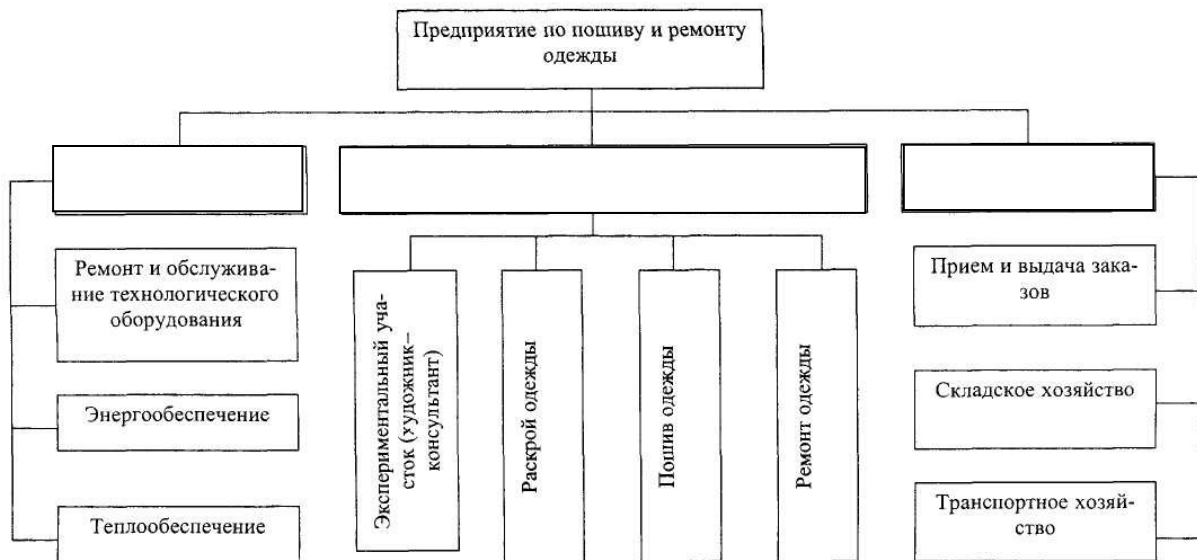 Предприятие по пошиву и ремонту
одежды
Ремонт и обслужива-
ние технологического
оборудования
Энергообеспечение
Теплообеспечение
Экспериментальный уча-
сток (художник–
консультант)
Раскрой одежды
Пошив одежды
Ремонт одежды
Прием и выдача зака-
зов
Складское хозяйство
Транспортное хозяй-
ство